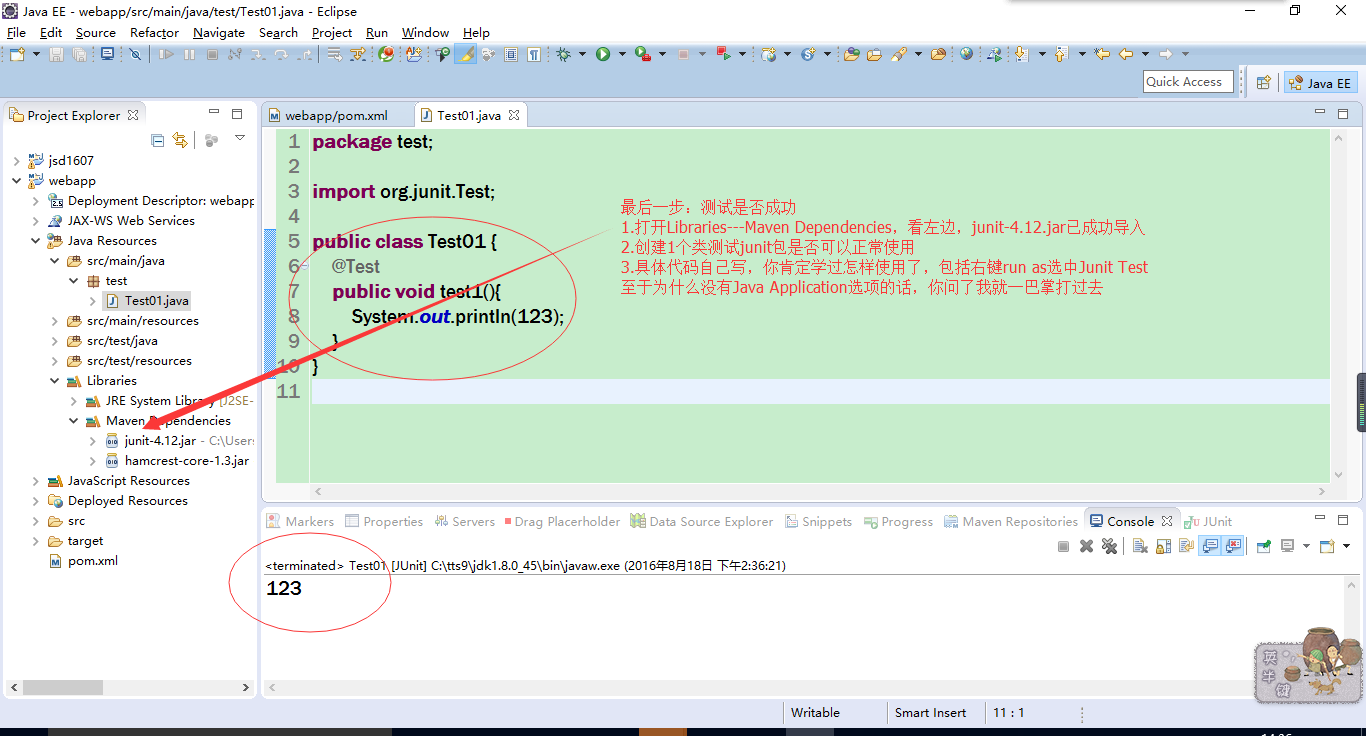 Java EE - webapp/src/main/java/test/Test01.java - Eclipse
File Edit Source Refactor Navigate Search Project Run Window Help
Quick Access
Java EE
Project Explorer
jsd1607
webapp
Deployment Descriptor: webapp
JAX-WS Web Services
Java Resources
src/main/java
test
Test01.java
src/main/resources
src/test/java
src/test/resources
Libraries
JRE System Library [J2SE-
Maven Dependencies
junit-4.12.jar - C:\Users
hamcrest-core-1.3.jar
JavaScript Resources
Deployed Resources
src
target
pom.xml
webapp/pom.xml
Test01.java
1 package test;
2
3 import org.junit.Test;
4
5 public class Test01 {
6 @Test
7 public void test1(){
8 System.out.println(123);
9 }
10 }
11
最后一步：测试是否成功
1.打开Libraries---Maven Dependencies，看左边，junit-4.12.jar已成功导入
2.创建1个类测试junit包是否可以正常使用
3.具体代码自己写，你肯定学过怎样使用了，包括右键run as选中Junit Test
至于为什么没有Java Application选项的话，你问了我就一巴掌打过去
Markers Properties Servers Drag Placeholder Data Source Explorer Snippets Progress Maven Repositories Console JUnit
<terminated> Test01 [JUnit] C:\tts9\jdk1.8.0_45\bin\javaw.exe (2016年8月18日 下午2:36:21)
123
英
半
键
Writable
Smart Insert
11 : 1